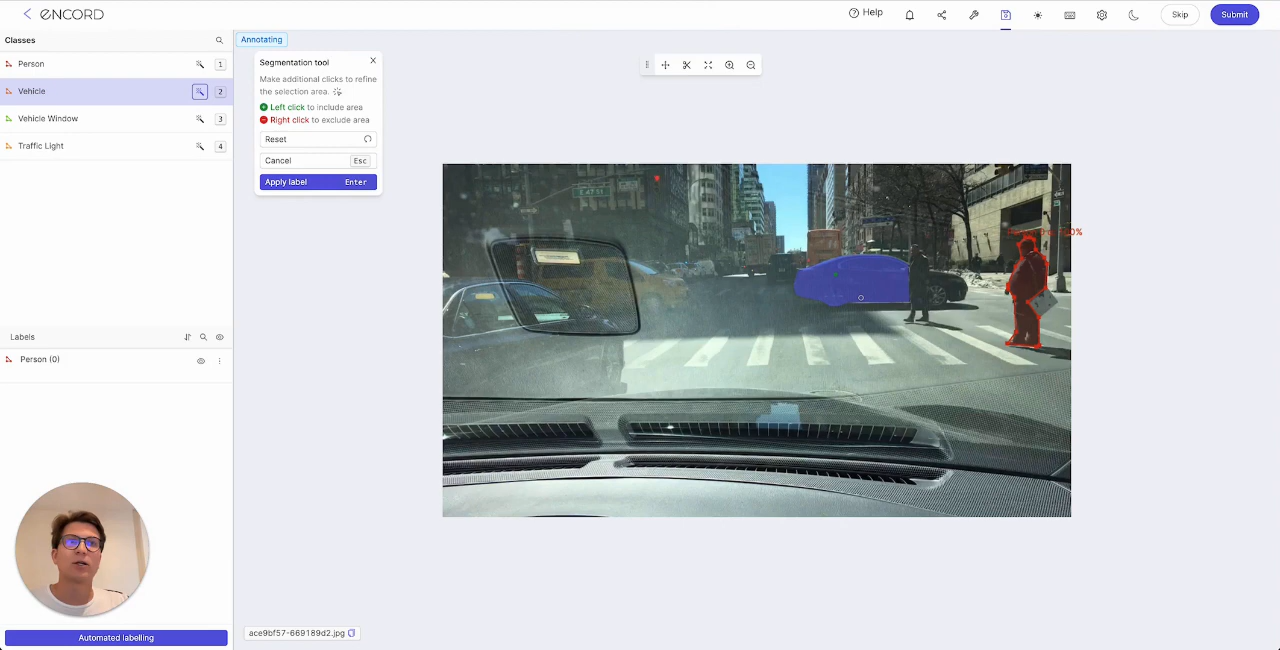 ENCORD
Help
Skip
Submit
Classes
Annotating
Person
1
Vehicle
2
Vehicle Window
3
Traffic Light
4
Segmentation tool
Make additional clicks to refine
the selection area.
Left click to include area
Right click to exclude area
Reset
Cancel
Esc
Apply label
Enter
E 47 ST
Labels
Person (0)
Automated labelling
ace9bf57-669189d2.jpg